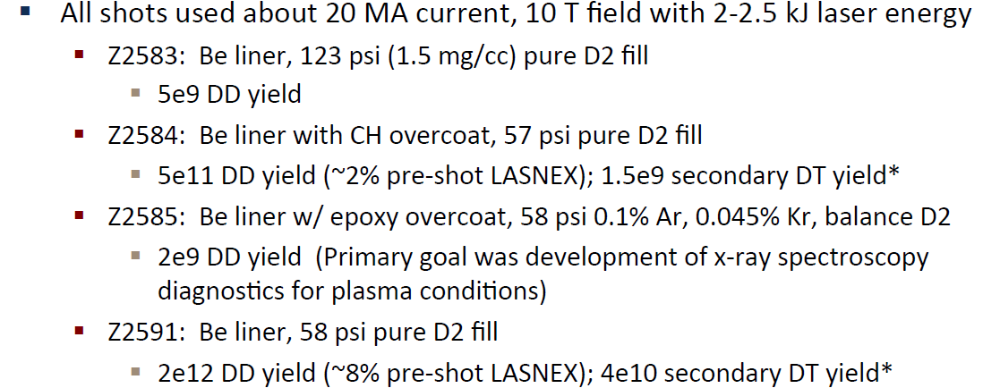 ▪ All shots used about 20 MA current, 10 T field with 2-2.5 kJ laser energy
▪ Z2583: Be liner, 123 psi (1.5 mg/cc) pure D2 fill
▪ 5e9 DD yield
▪ Z2584: Be liner with CH overcoat, 57 psi pure D2 fill
▪ 5e11 DD yield (~2% pre-shot LASNEX); 1.5e9 secondary DT yield*
▪ Z2585: Be liner w/ epoxy overcoat, 58 psi 0.1% Ar, 0.045% Kr, balance D2
▪ 2e9 DD yield (Primary goal was development of x-ray spectroscopy
diagnostics for plasma conditions)
▪ Z2591: Be liner, 58 psi pure D2 fill
▪ 2e12 DD yield (~8% pre-shot LASNEX); 4e10 secondary DT yield*